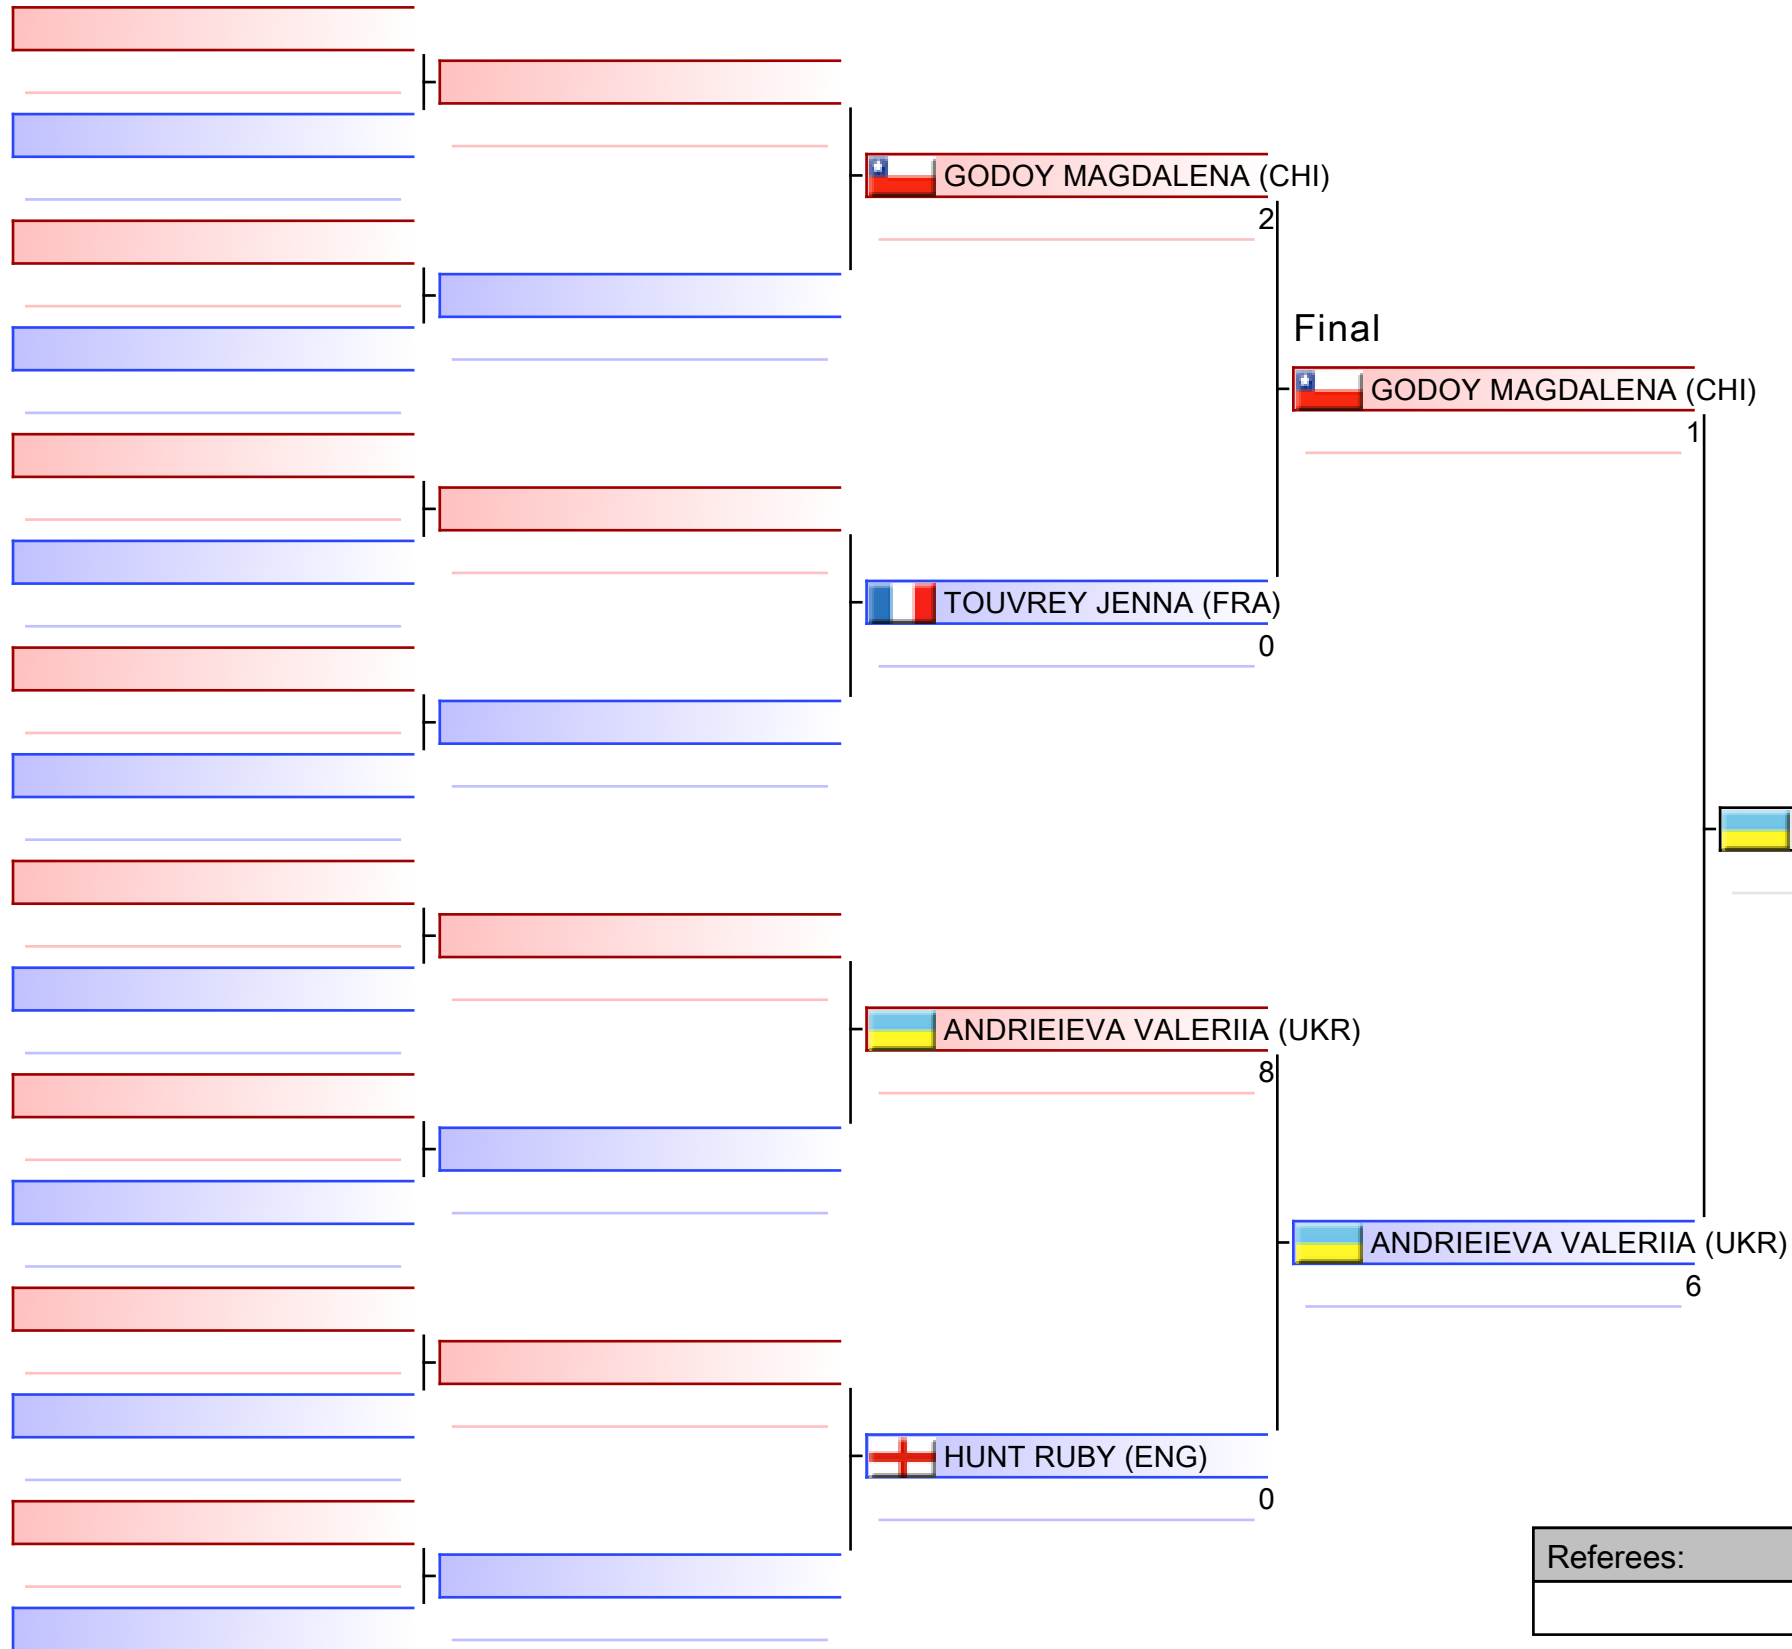 GODOY MAGDALENA (CHI)
2
Final
GODOY MAGDALENA (CHI)
1
TOUVREY JENNA (FRA)
0
ANDRIEIEVA VALERIIA (UKR)
8
ANDRIEIEVA VALERIIA (UKR)
6
HUNT RUBY (ENG)
0
Referees: